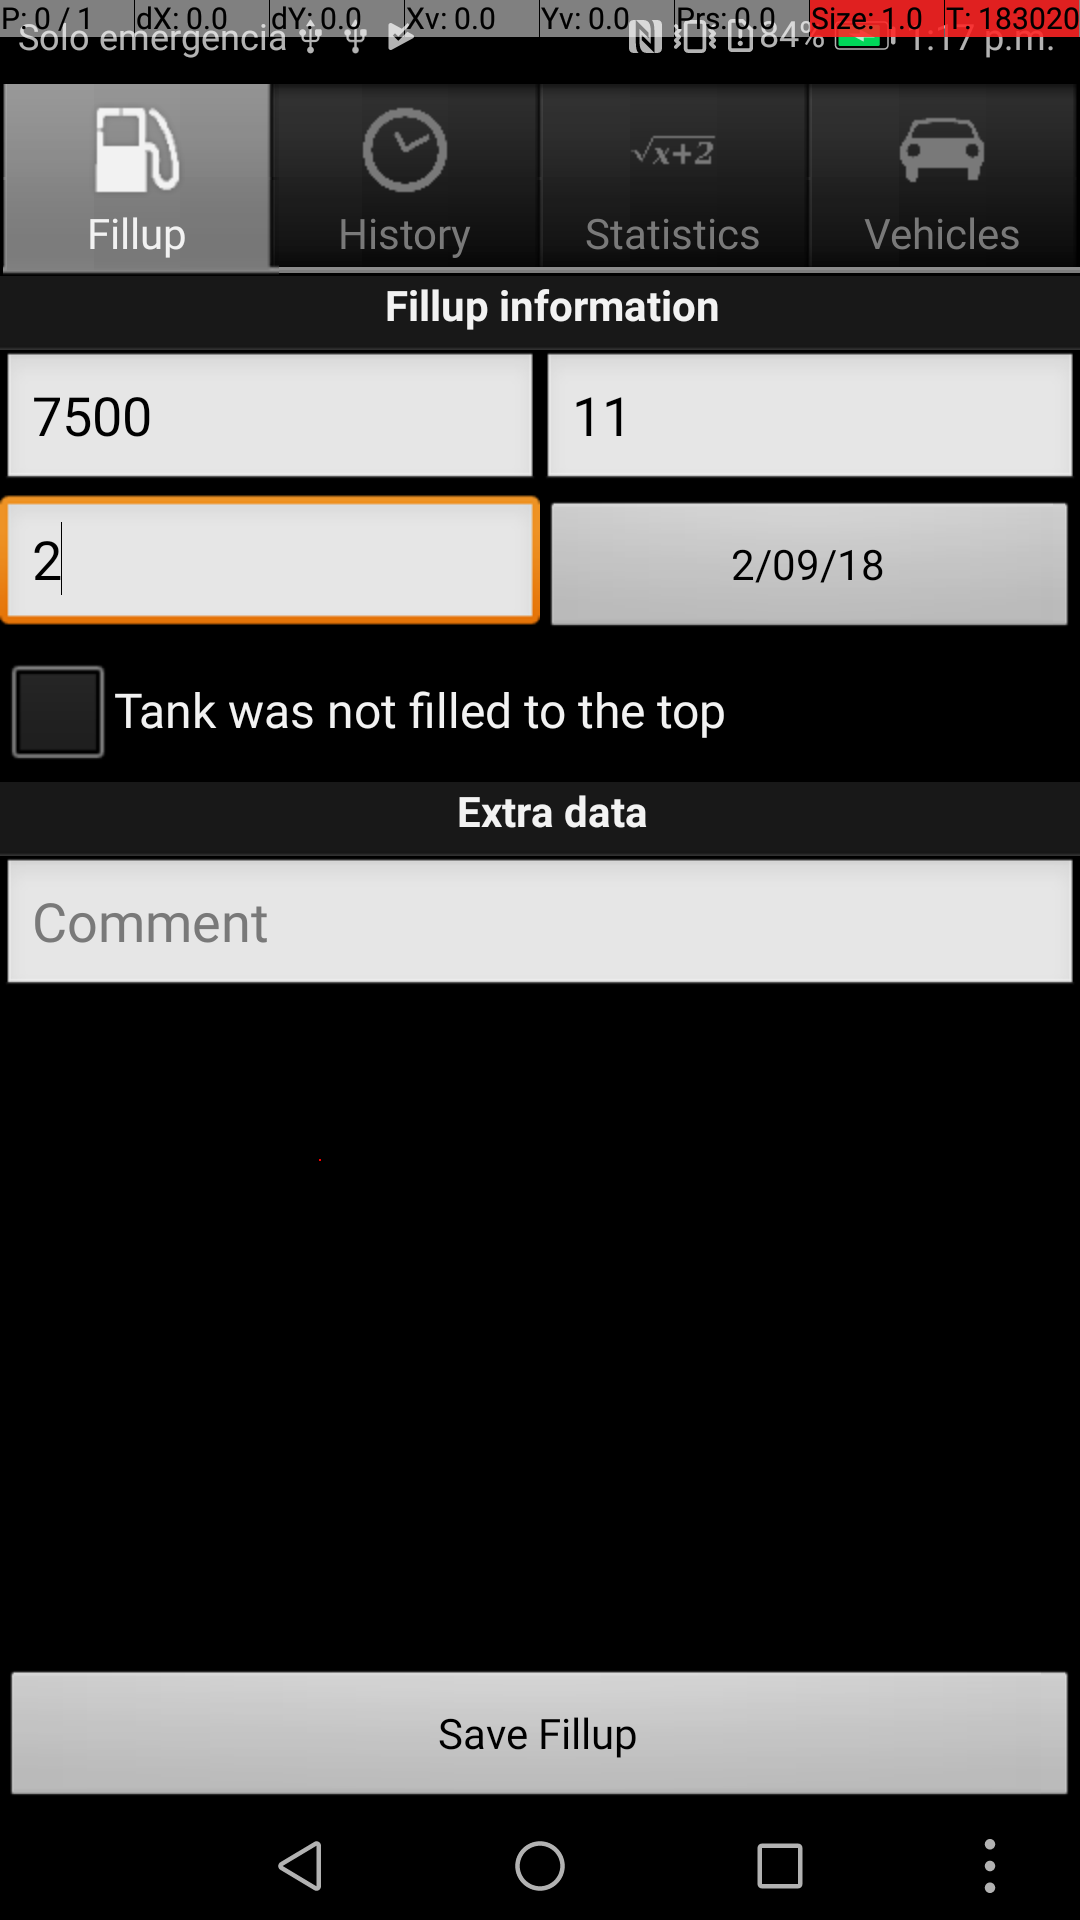 P: 0 / 1 dX: 0.0 dY: 0.0 Xv: 0.0 Yv: 0.0 Prs: 0.0 Size: 1.0 T: 183020
Solo emergencia 84% 1:17 p.m.
√x+2
Fillup History Statistics Vehicles
Fillup information
7500 11
2 2/09/18
Tank was not filled to the top
Extra data
Comment
Save Fillup